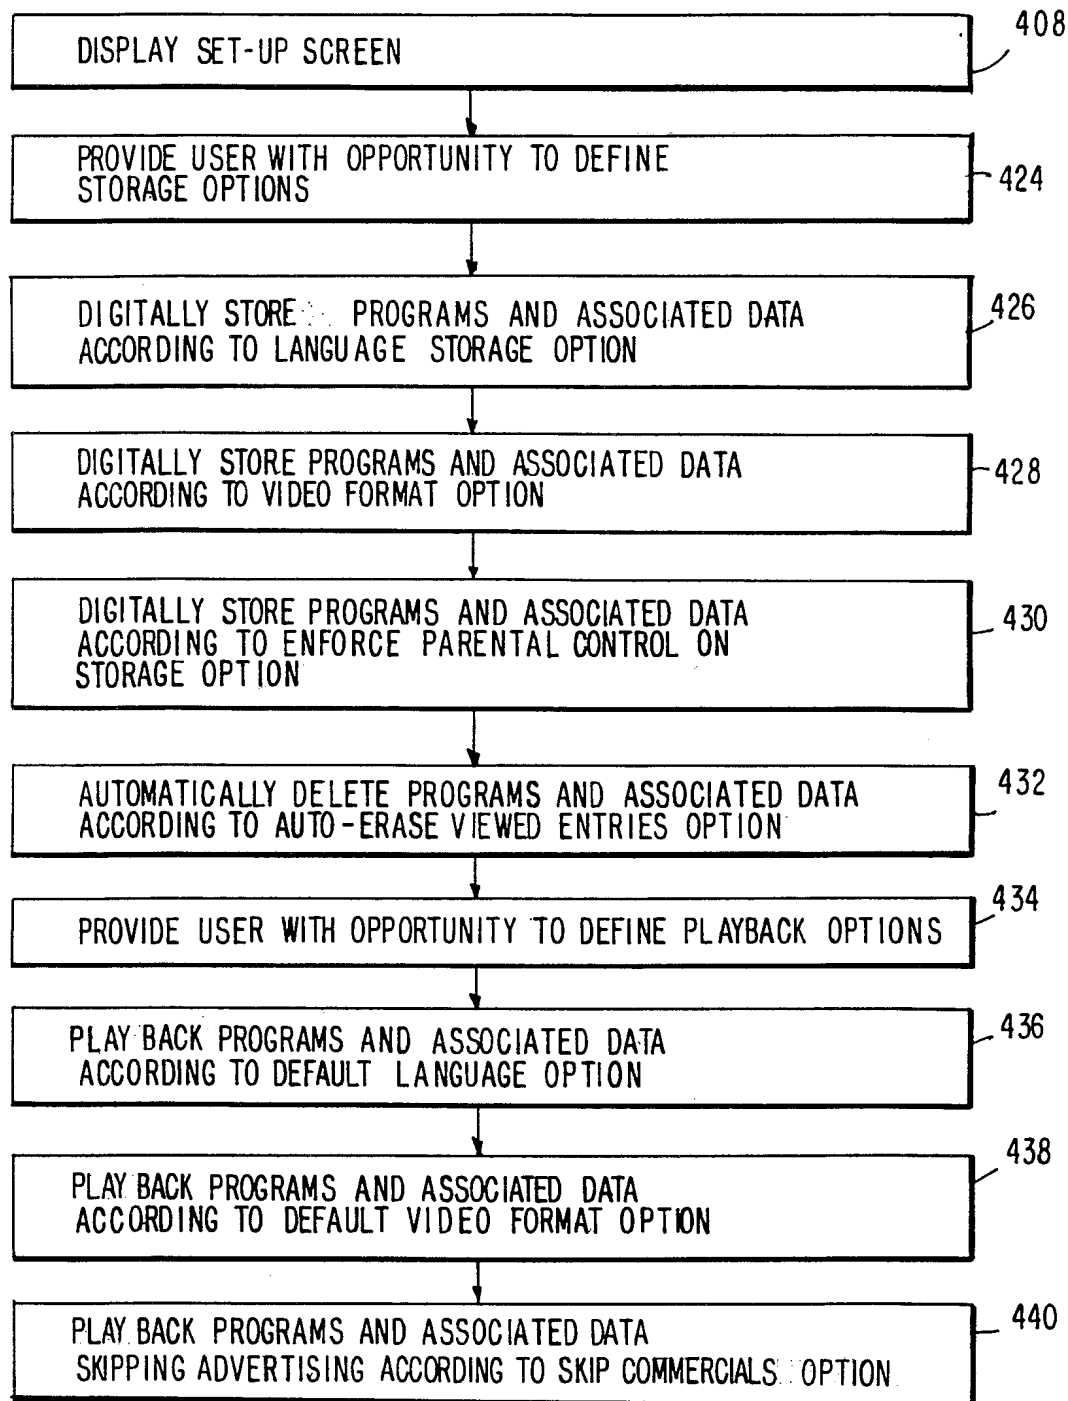 DISPLAY SET-UP SCREEN
408
PROVIDE USER WITH OPPORTUNITY TO DEFINE
STORAGE OPTIONS
424
DIGITALLY STORE PROGRAMS AND ASSOCIATED DATA
ACCORDING TO LANGUAGE STORAGE OPTION
426
DIGITALLY STORE PROGRAMS AND ASSOCIATED DATA
ACCORDING TO VIDEO FORMAT OPTION
428
DIGITALLY STORE PROGRAMS AND ASSOCIATED DATA
ACCORDING TO ENFORCE PARENTAL CONTROL ON
STORAGE OPTION
430
AUTOMATICALLY DELETE PROGRAMS AND ASSOCIATED DATA
ACCORDING TO AUTO-ERASE VIEWED ENTRIES OPTION
432
PROVIDE USER WITH OPPORTUNITY TO DEFINE PLAYBACK OPTIONS
434
PLAY BACK PROGRAMS AND ASSOCIATED DATA
ACCORDING TO DEFAULT LANGUAGE OPTION
436
PLAY BACK PROGRAMS AND ASSOCIATED DATA
ACCORDING TO DEFAULT VIDEO FORMAT OPTION
438
PLAY BACK PROGRAMS AND ASSOCIATED DATA
SKIPPING ADVERTISING ACCORDING TO SKIP COMMERCIALS OPTION
440